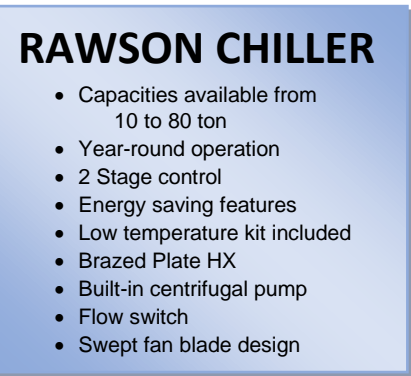 RAWSON CHILLER
• Capacities available from
10 to 80 ton
• Year-round operation
• 2 Stage control
• Energy saving features
• Low temperature kit included
• Brazed Plate HX
• Built-in centrifugal pump
• Flow switch
• Swept fan blade design